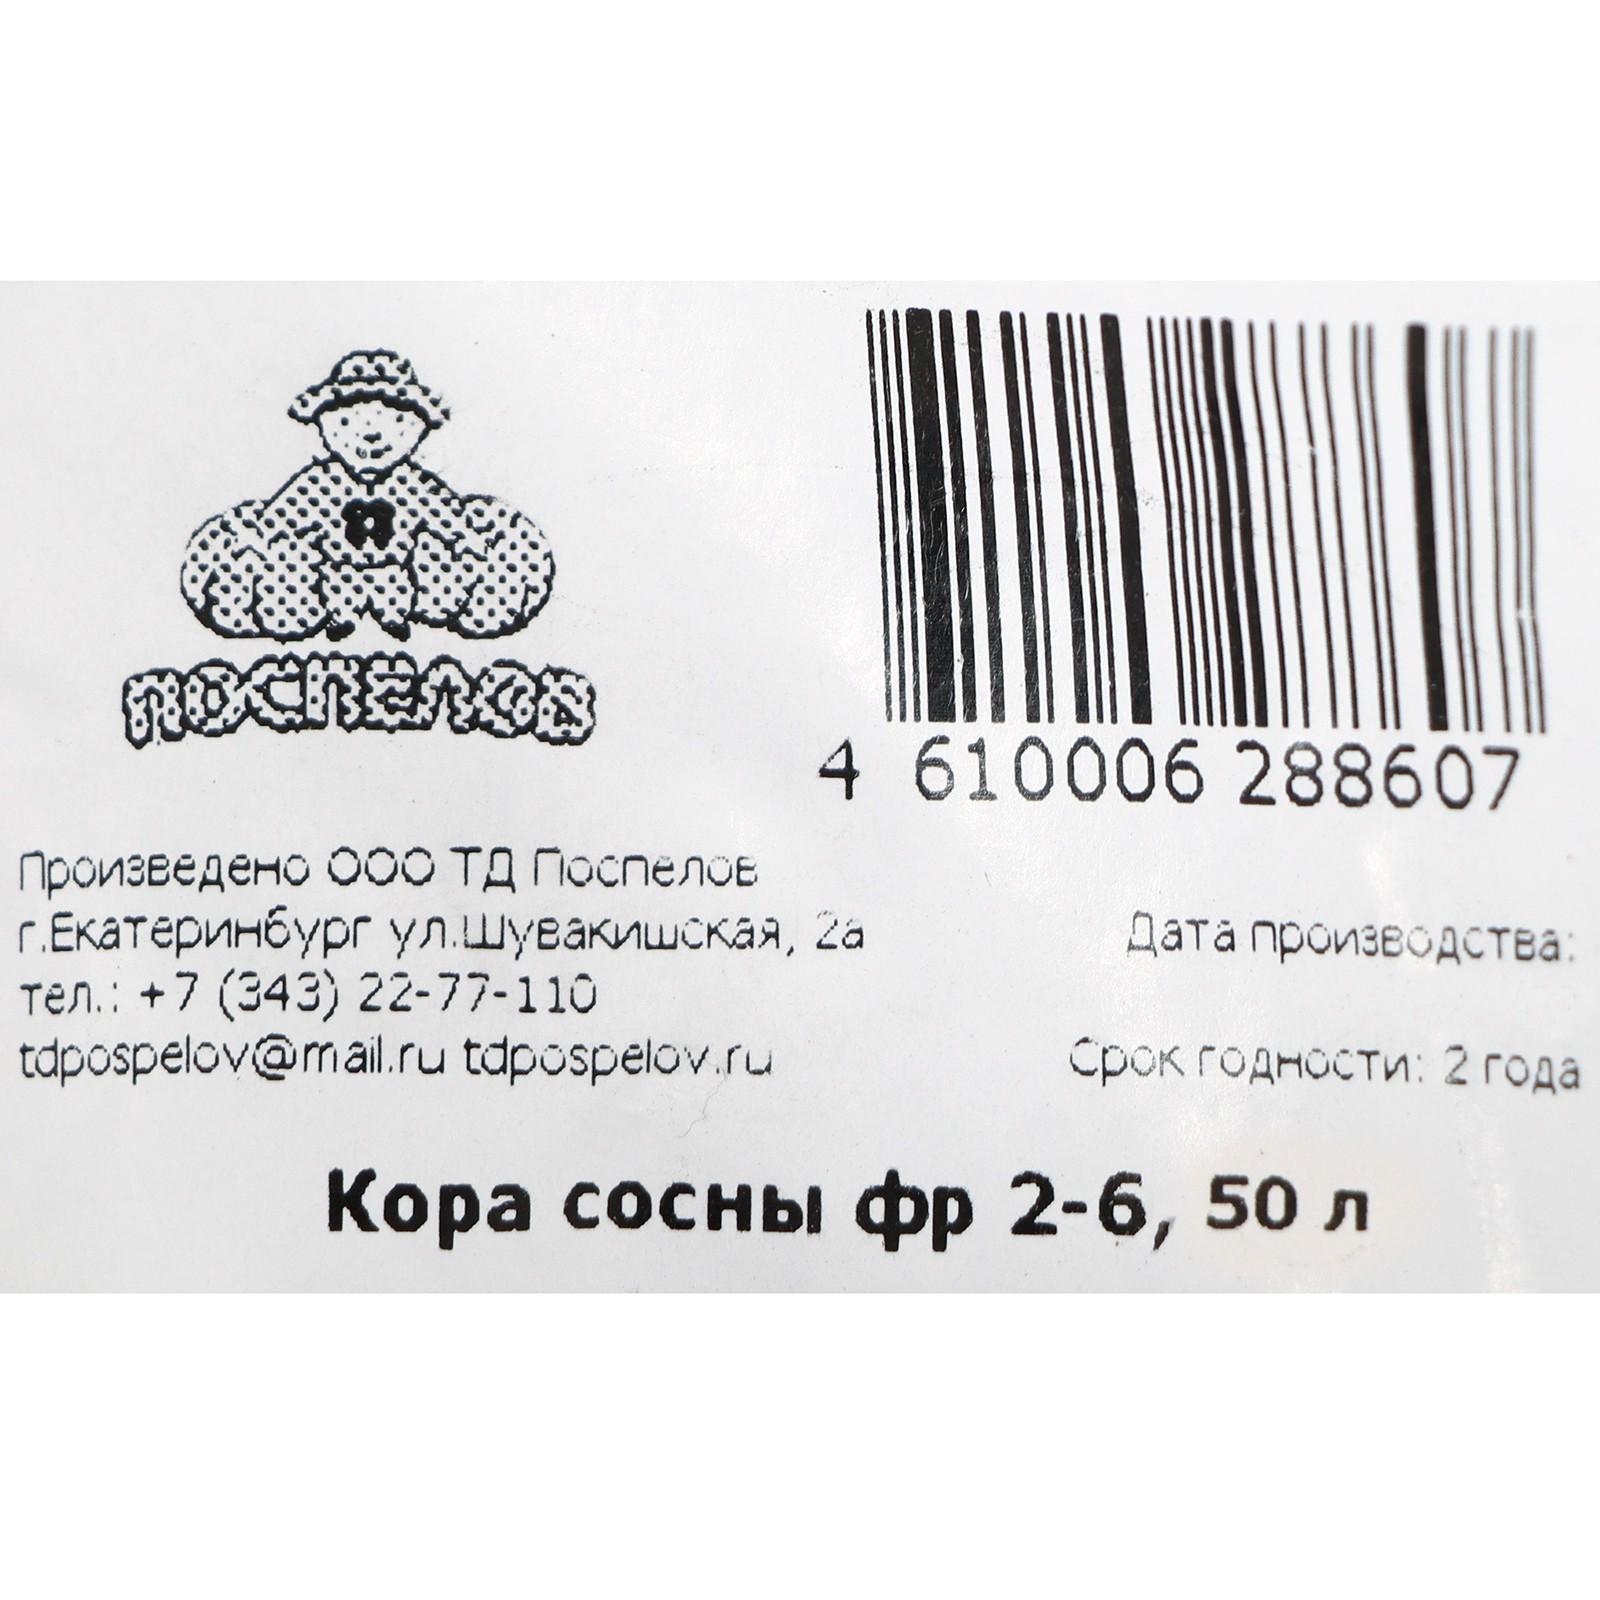 ПОСПЕЛОВ
4 610006 288607
Произведено ООО ТД Поспелов
г.Екатеринбург ул.Шувакишская, 2а
тел.: +7 (343) 22-77-110
tdpospelov@mail.ru tdpospelov.ru
Дата производства:
Срок годности: 2 года
Кора сосны фр 2-6, 50 л